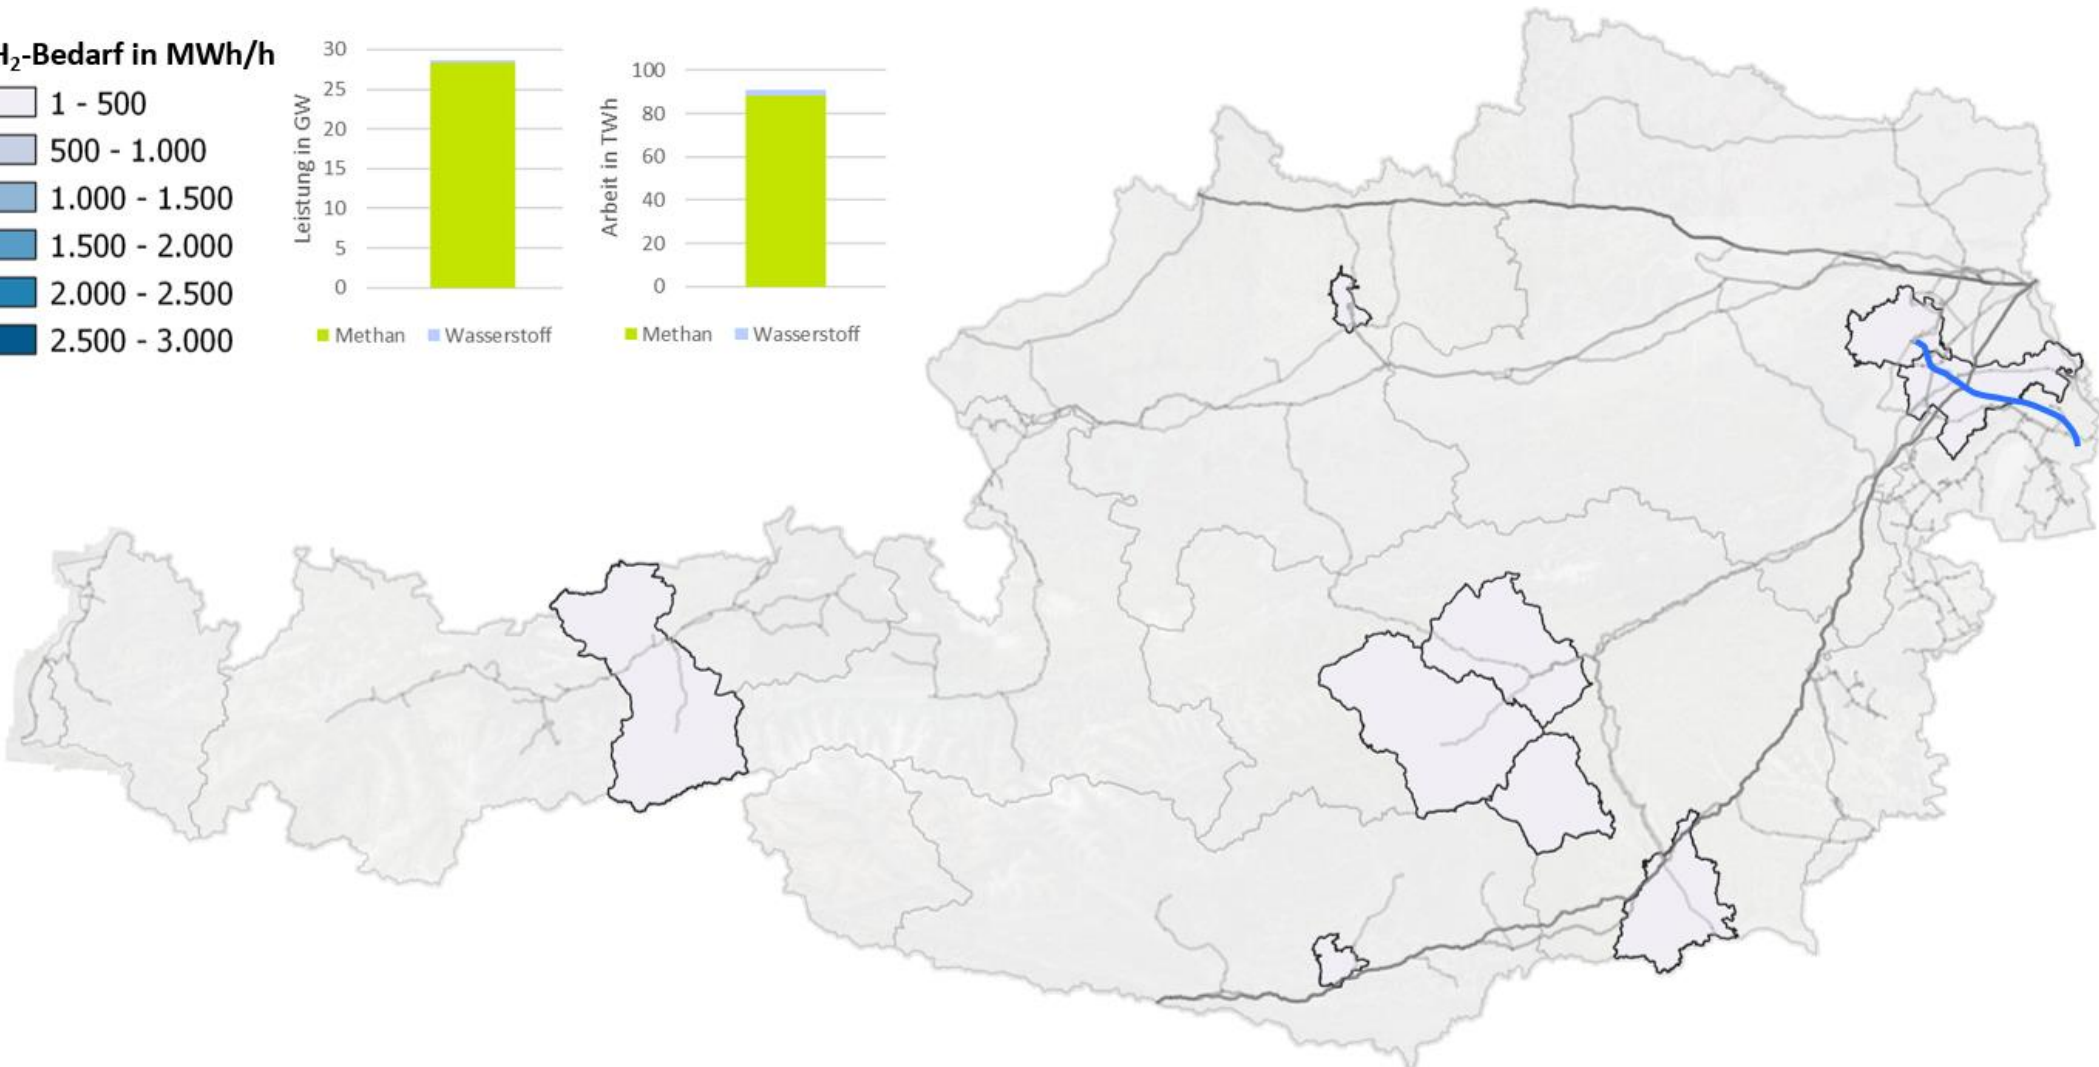 H₂-Bedarf in MWh/h
1 - 500
500 - 1.000
1.000 - 1.500
1.500 - 2.000
2.000 - 2.500
2.500 - 3.000
Leistung in GW
30
25
20
15
10
5
0
Methan Wasserstoff
Arbeit in TWh
100
80
60
40
20
0
Methan Wasserstoff